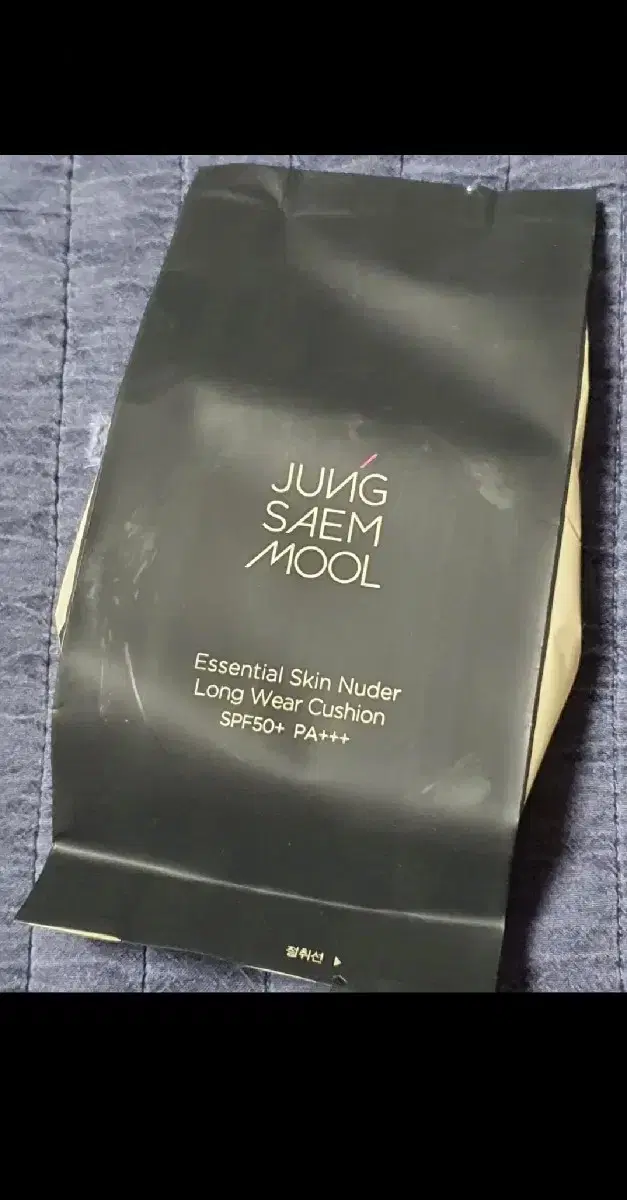 JUNG
SAEM
MOOL
Essential Skin Nuder
Long Wear Cushion
SPF50+ PA+++
절취선 ▶